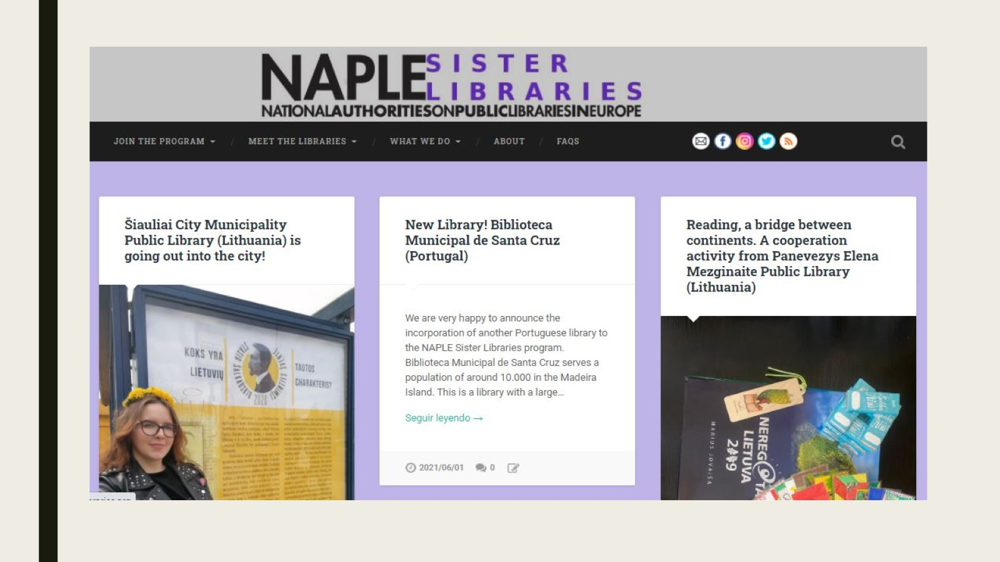 NAPLE SISTER LIBRARIES
NATIONALAUTHORITIESONPUBLICLIBRARIESINEUROPE
JOIN THE PROGRAM / MEET THE LIBRARIES / WHAT WE DO / ABOUT / FAQS
Šiauliai City Municipality
Public Library (Lithuania) is
going out into the city!
KOKS YRA
LIETUVIŲ
TAUTOS
CHARAKTERIS?
2020
New Library! Biblioteca
Municipal de Santa Cruz
(Portugal)
We are very happy to announce the
incorporation of another Portuguese library to
the NAPLE Sister Libraries program.
Biblioteca Municipal de Santa Cruz serves a
population of around 10.000 in the Madeira
Island. This is a library with a large…
Seguir leyendo →
2021/06/01 0
Reading, a bridge between
continents. A cooperation
activity from Panevezys Elena
Mezginaite Public Library
(Lithuania)
MARIUS JOVAIŠA
LIETUVA